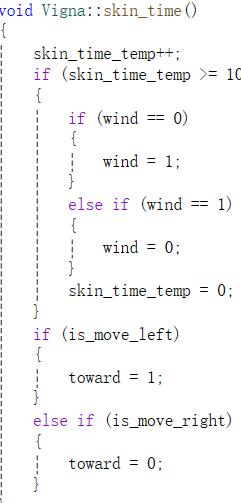 void Vigna::skin_time()
{
    skin_time_temp++;
    if (skin_time_temp >= 10
    {
        if (wind == 0)
        {
            wind = 1;
        }
        else if (wind == 1)
        {
            wind = 0;
        }
        skin_time_temp = 0;
    }
    if (is_move_left)
    {
        toward = 1;
    }
    else if (is_move_right)
    {
        toward = 0;
    }